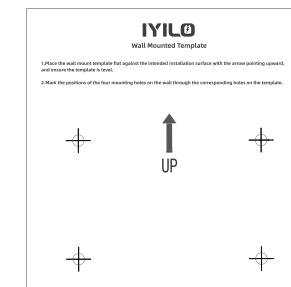 IYILO
Wall Mounted Template
1.Place the wall mount template flat against the intended installation surface with the arrow pointing upward,
and ensure the template is level.
2.Mark the positions of the four mounting holes on the wall through the corresponding holes on the template.
UP